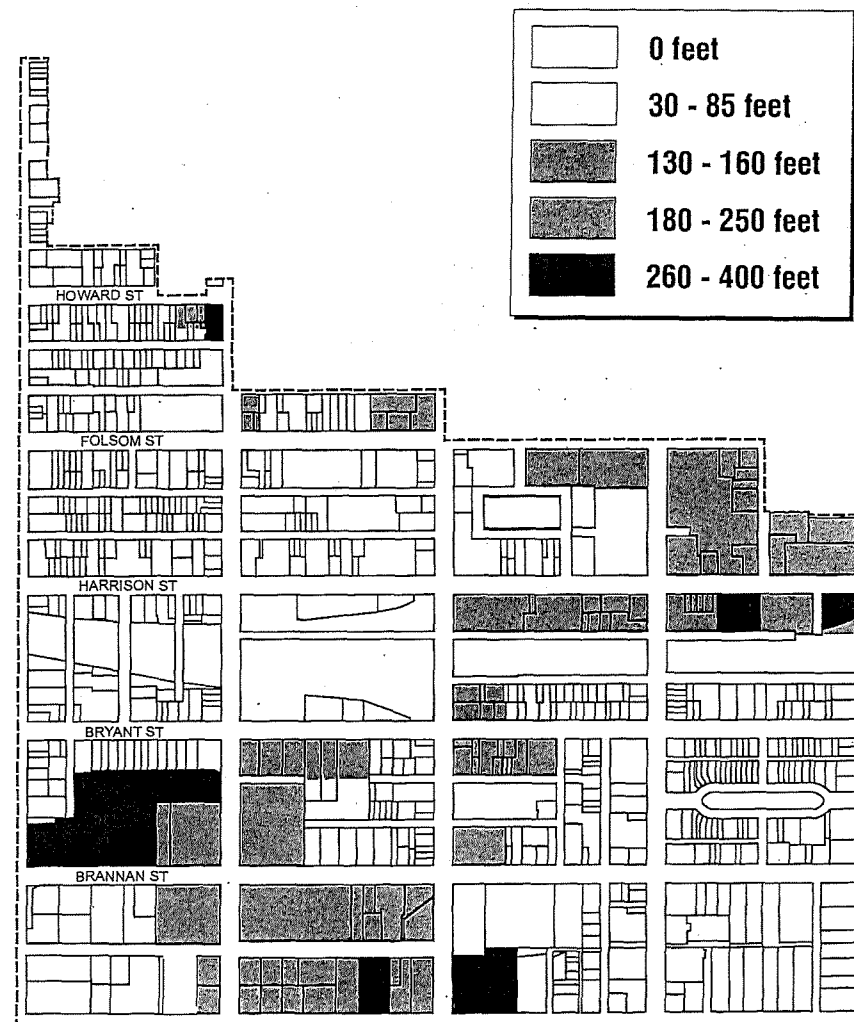 0 feet
30 - 85 feet
130 - 160 feet
180 - 250 feet
260 - 400 feet
HOWARD ST
FOLSOM ST
HARRISON ST
BRYANT ST
BRANNAN ST